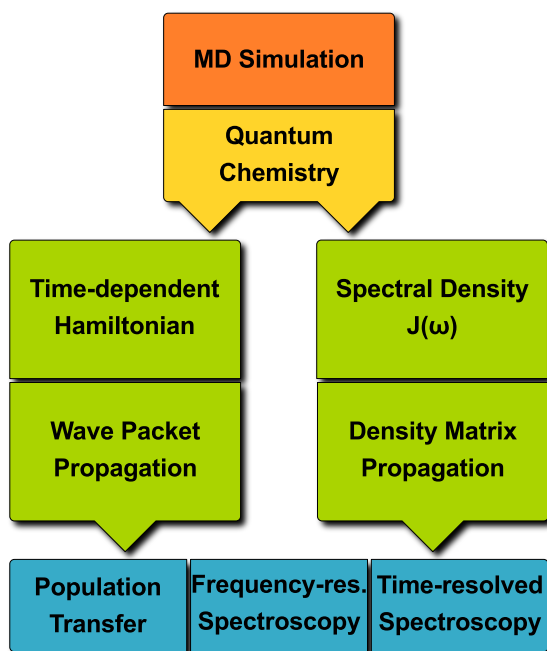 MD Simulation
Quantum
Chemistry
Time-dependent
Hamiltonian
Spectral Density
J(ω)
Wave Packet
Propagation
Density Matrix
Propagation
Population
Transfer
Frequency-res.
Spectroscopy
Time-resolved
Spectroscopy